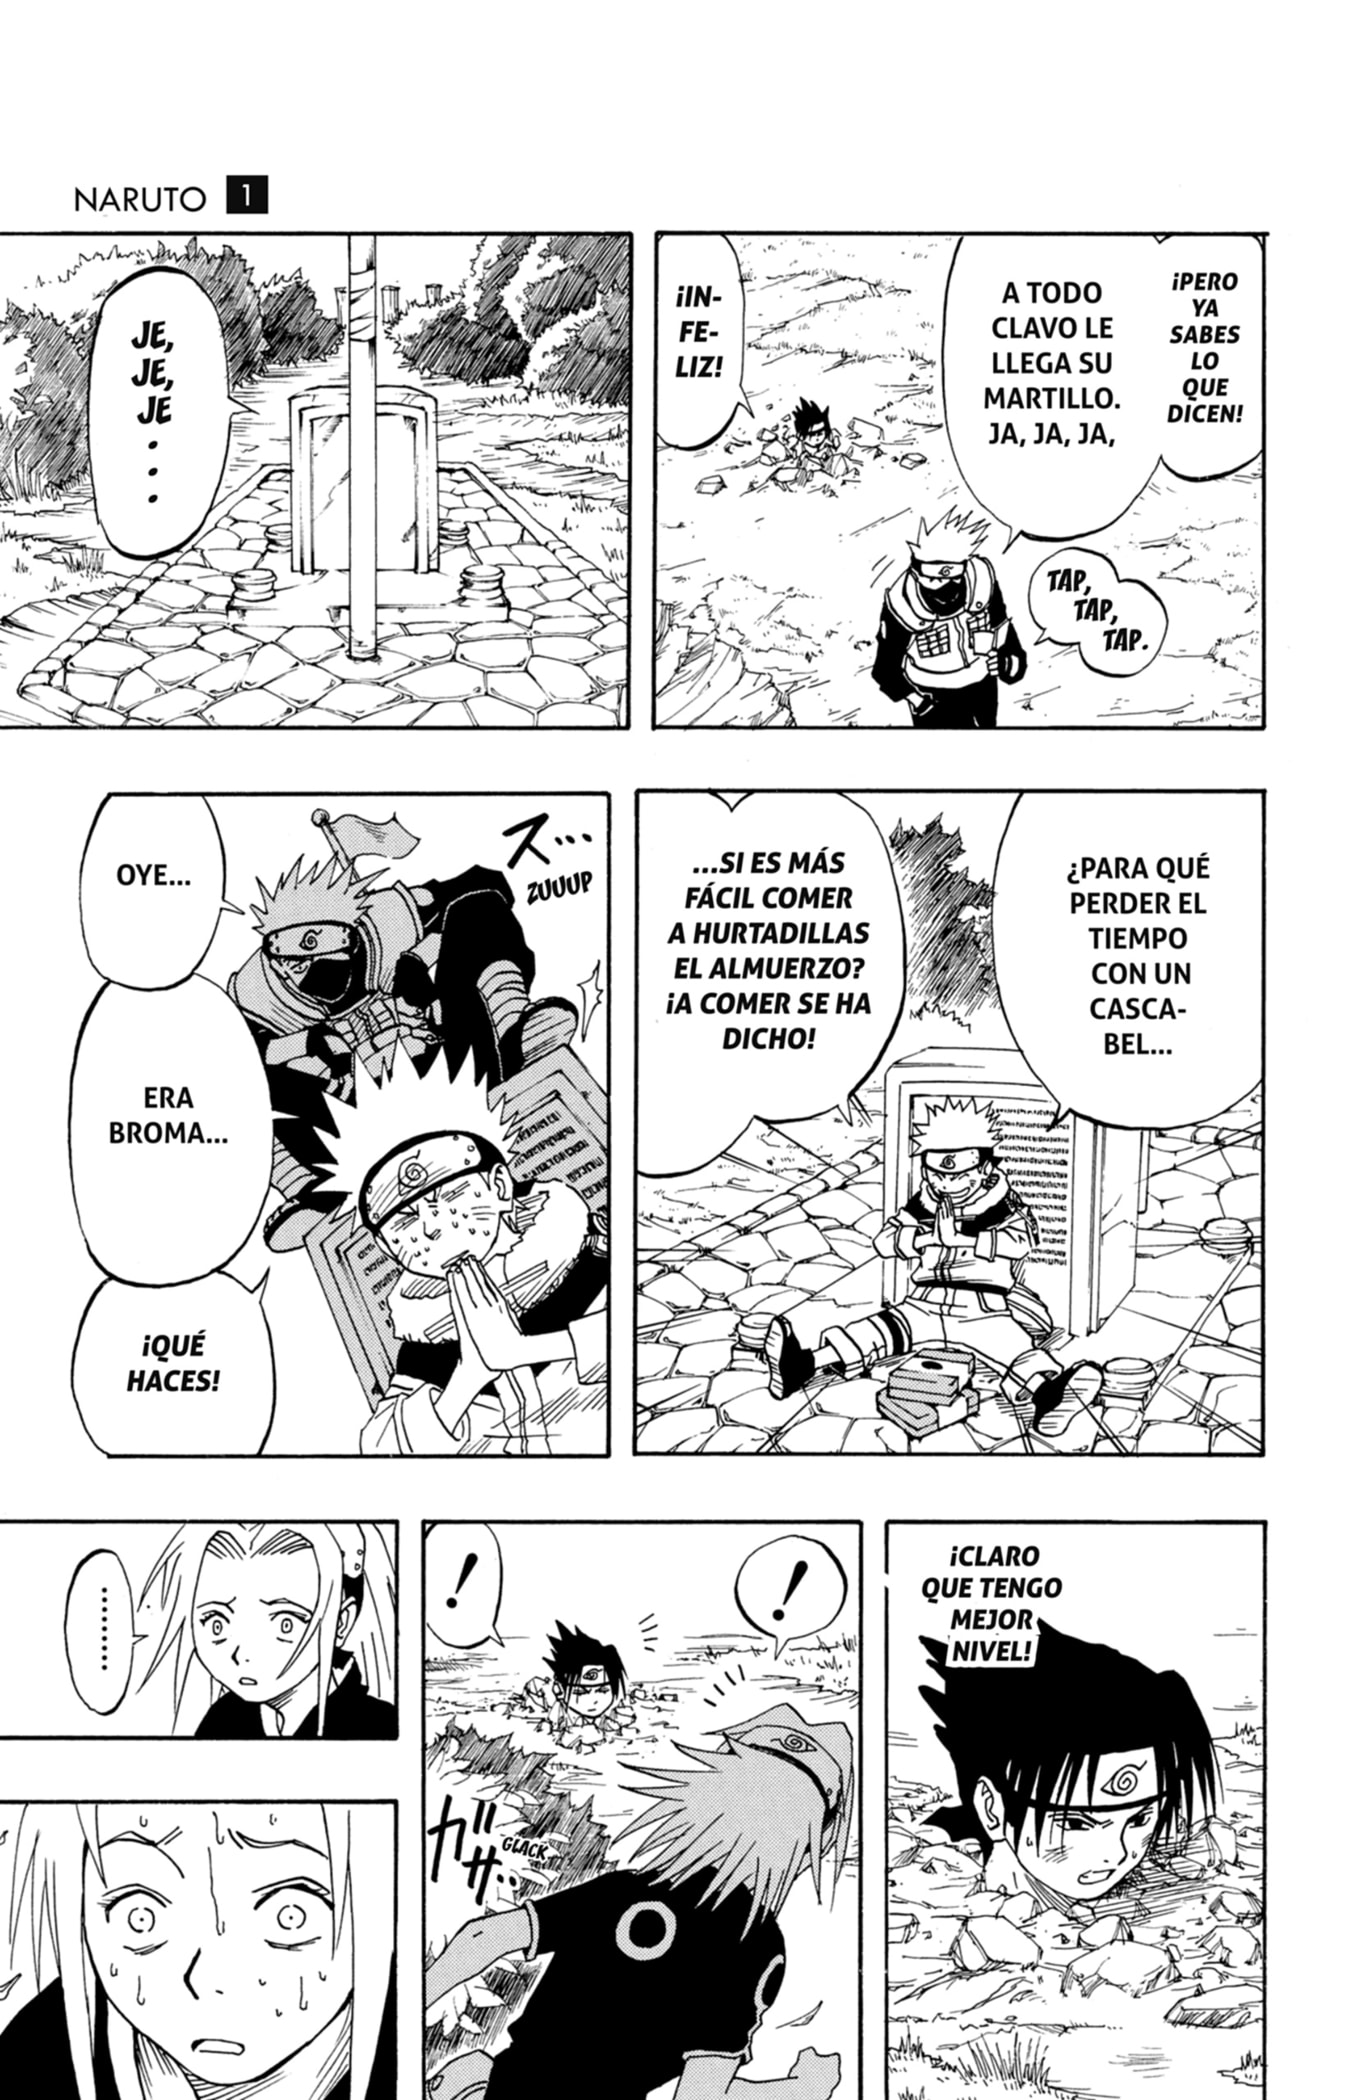 NARUTO 1
¡PERO
YA
SABES
LO
QUE
DICEN!
A TODO
CLAVO LE
LLEGA SU
MARTILLO.
JA, JA, JA,
TAP,
TAP,
TAP.
¡IN-
FE-
LIZ!
JE,
JE,
JE
...
¿PARA QUÉ
PERDER EL
TIEMPO
CON UN
CASCA-
BEL...
...SI ES MÁS
FÁCIL COMER
A HURTADILLAS
EL ALMUERZO?
¡A COMER SE HA
DICHO!
ス...
ZUUUP
OYE...
ERA
BROMA...
¡QUÉ
HACES!
¡CLARO
QUE TENGO
MEJOR
NIVEL!
!
!
ガサ..
GLACK
.........